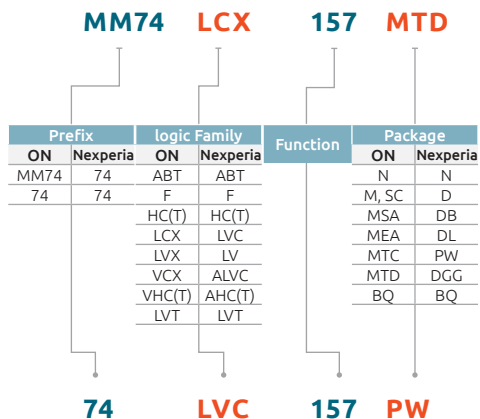 MM74 LCX 157 MTD
Prefix logic Family Function Package
ON Nexperia ON Nexperia ON Nexperia
MM74 74 ABT ABT N N
74 74 F F M, SC D
HC(T) HC(T) MSA DB
LCX LVC MEA DL
LVX LV MTC PW
VCX ALVC MTD DGG
VHC(T) AHC(T) BQ BQ
LVT LVT
74 LVC 157 PW